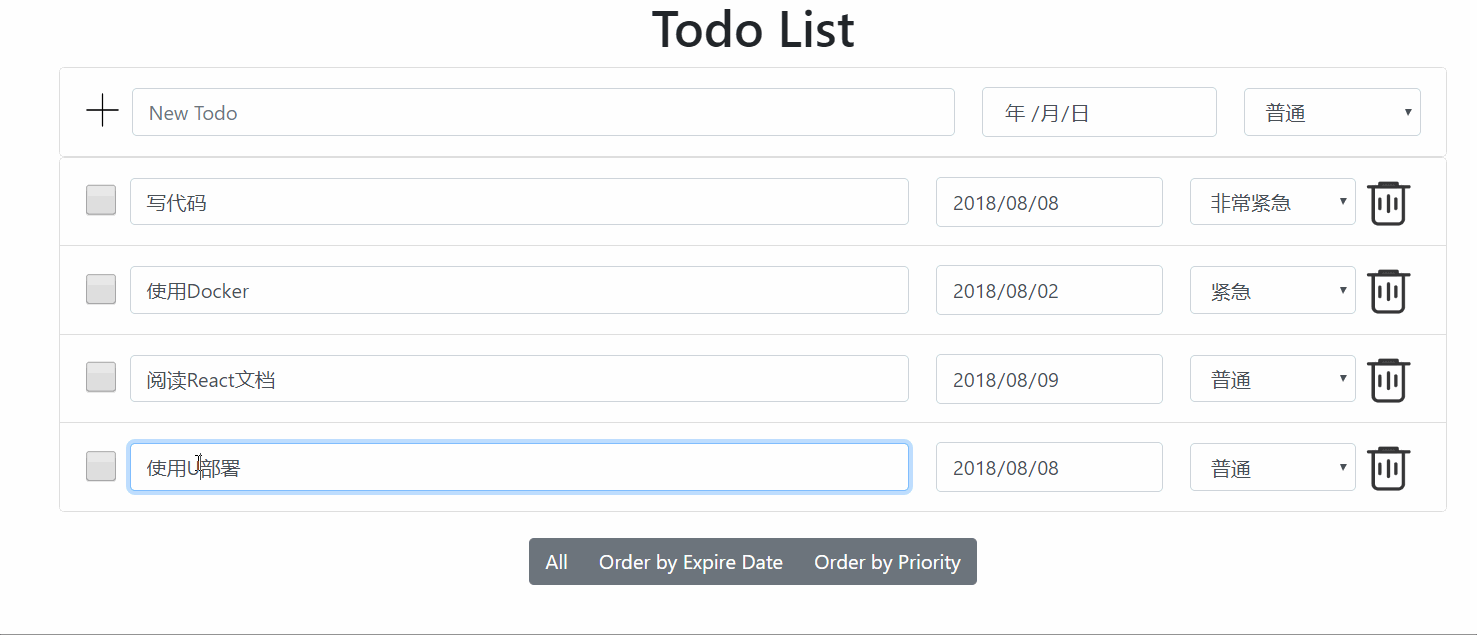 Todo List
New Todo 年 /月/日 普通
写代码 2018/08/08 非常紧急
使用Docker 2018/08/02 紧急
阅读React文档 2018/08/09 普通
使用U部署 2018/08/08 普通
All Order by Expire Date Order by Priority